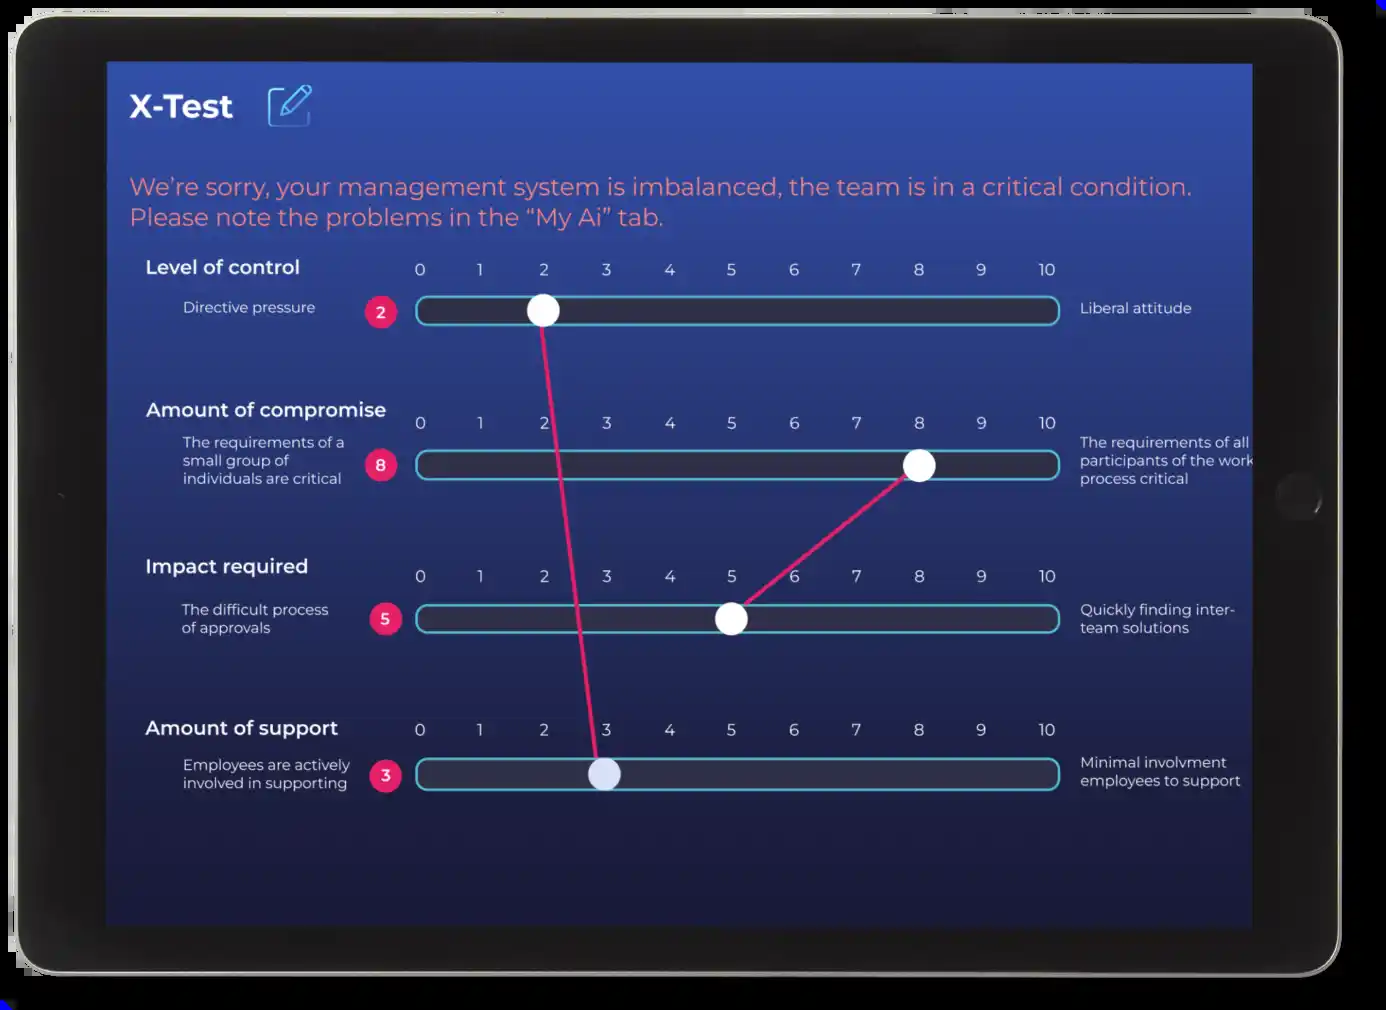 X-Test
We're sorry, your management system is imbalanced, the team is in a critical condition.
Please note the problems in the “My Ai” tab.
Level of control
0 1 2 3 4 5 6 7 8 9 10
Directive pressure
2
Liberal attitude
Amount of compromise
0 1 2 3 4 5 6 7 8 9 10
The requirements of a
small group of
individuals are critical
8
The requirements of all
participants of the work
process critical
Impact required
0 1 2 3 4 5 6 7 8 9 10
The difficult process
of approvals
5
Quickly finding inter-
team solutions
Amount of support
0 1 2 3 4 5 6 7 8 9 10
Employees are actively
involved in supporting
3
Minimal involvment
employees to support